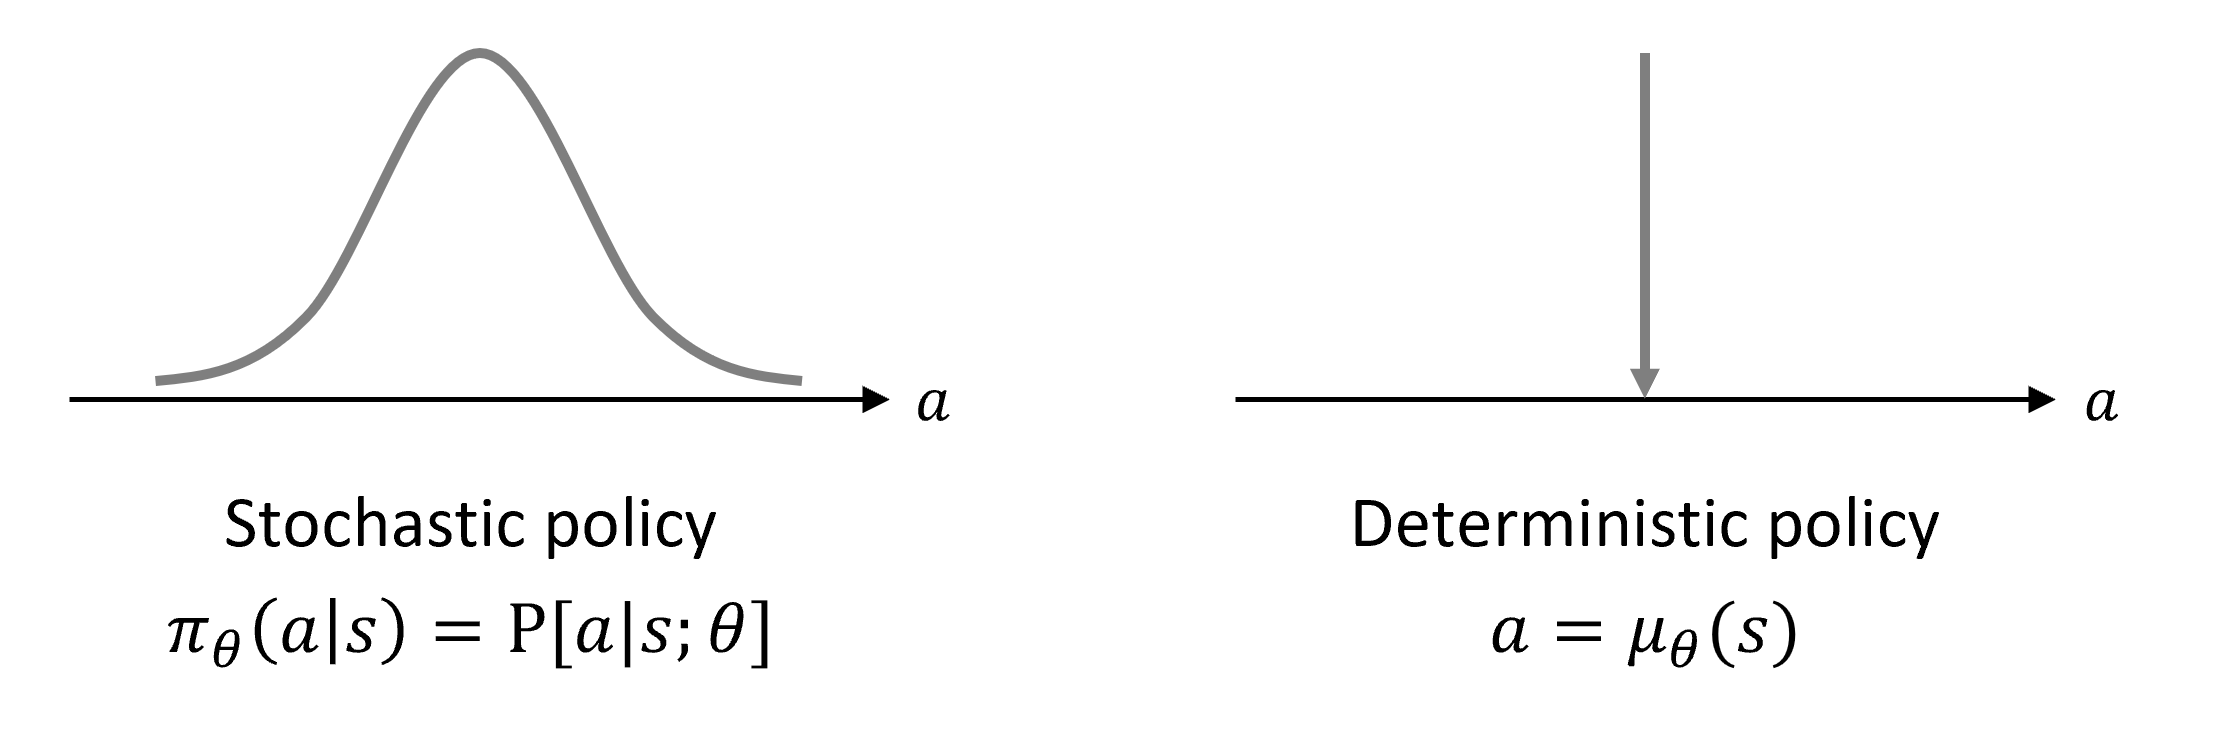 a
Stochastic policy
π_θ(a|s) = P[a|s; θ]
a
Deterministic policy
a = μ_θ(s)